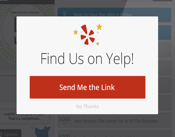 Find Us on Yelp!
Send Me the Link
No Thanks